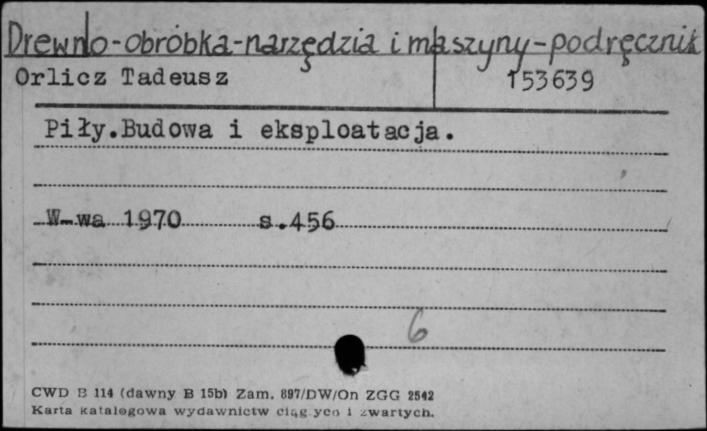 Drewno-obróbka-narzędzia i maszyny-podręcznik
Orlicz Tadeusz 153639
Piły.Budowa i eksploatacja.
W-wa 1970 s.456
6
CWD B 114 (dawny B 15b) Zam. 897/DW/On ZGG 2542
Karta katalogowa wydawnictw ciągłych i zwartych.